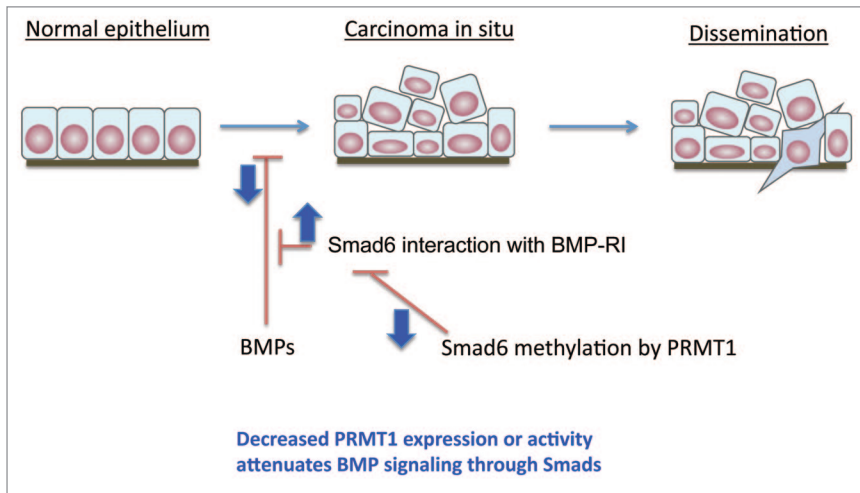 Normal epithelium
Carcinoma in situ
Dissemination
Smad6 interaction with BMP-RI
BMPs
Smad6 methylation by PRMT1
Decreased PRMT1 expression or activity
attenuates BMP signaling through Smads